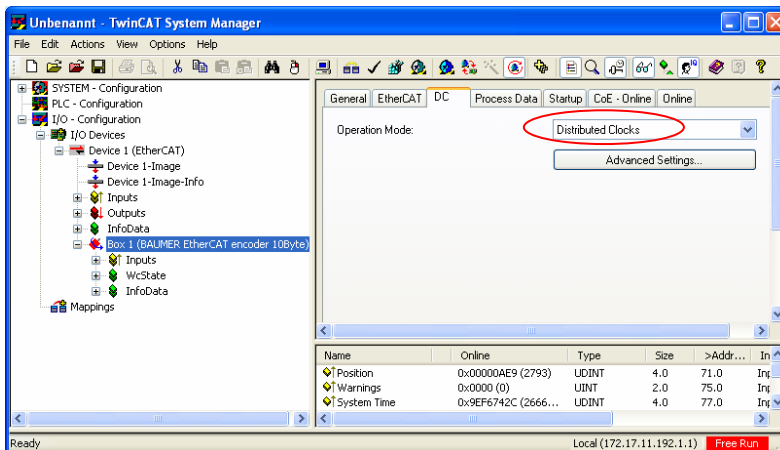 Unbenannt - TwinCAT System Manager
File Edit Actions View Options Help
SYSTEM - Configuration
PLC - Configuration
I/O - Configuration
I/O Devices
Device 1 (EtherCAT)
Device 1-Image
Device 1-Image-Info
Inputs
Outputs
InfoData
Box 1 (BAUMER EtherCAT encoder 10Byte)
Inputs
WcState
InfoData
Mappings
General EtherCAT DC Process Data Startup CoE - Online Online
Operation Mode: Distributed Clocks
Advanced Settings...
Name Online Type Size >Addr... In
Position 0x00000AE9 (2793) UDINT 4.0 71.0 Inp
Warnings 0x0000 (0) UINT 2.0 75.0 Inp
System Time 0x9EF6742C (2666... UDINT 4.0 77.0 Inp
Ready Local (172.17.11.192.1.1) Free Run